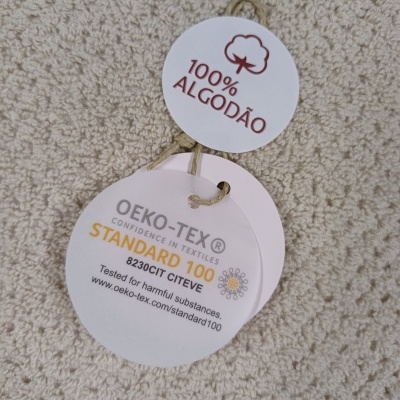 100%
ALGODÃO
OEKO-TEX®
CONFIDENCE IN TEXTILES
STANDARD 100
8230CIT CITEVE
Tested for harmful substances.
www.oeko-tex.com/standard100